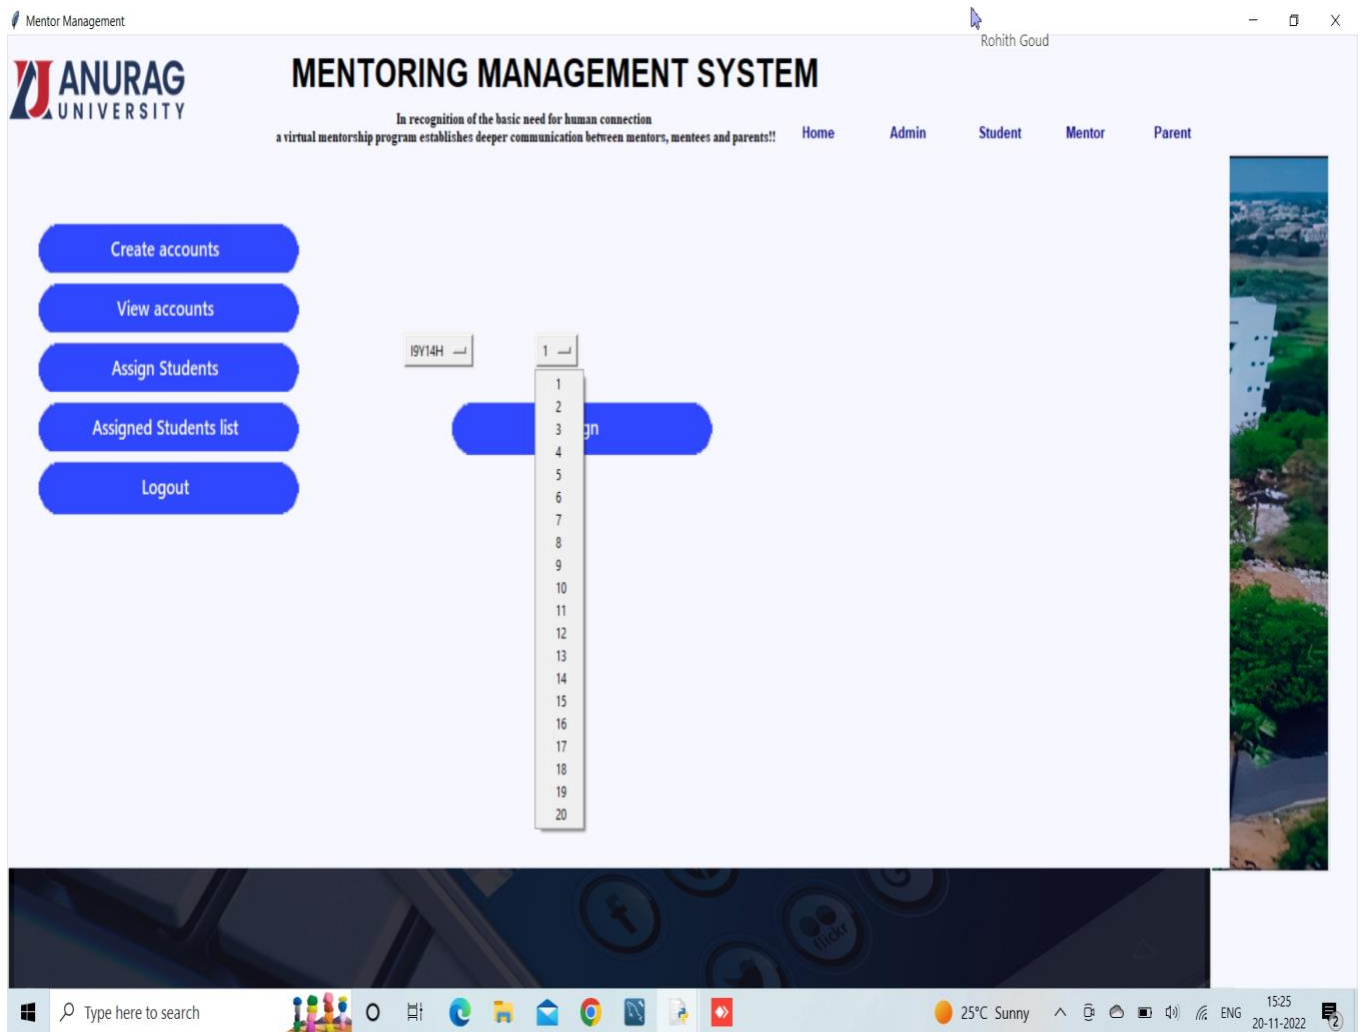 Mentor Management
Rohith Goud
ANURAG
UNIVERSITY
MENTORING MANAGEMENT SYSTEM
In recognition of the basic need for human connection
a virtual mentorship program establishes deeper communication between mentors, mentees and parents!!
Home Admin Student Mentor Parent
Create accounts
View accounts
Assign Students
Assigned Students list
Logout
I9Y14H 1
1
2
3
4
5
6
7
8
9
10
11
12
13
14
15
16
17
18
19
20
gn
flickr
Type here to search
25°C Sunny
ENG
15:25
20-11-2022
2